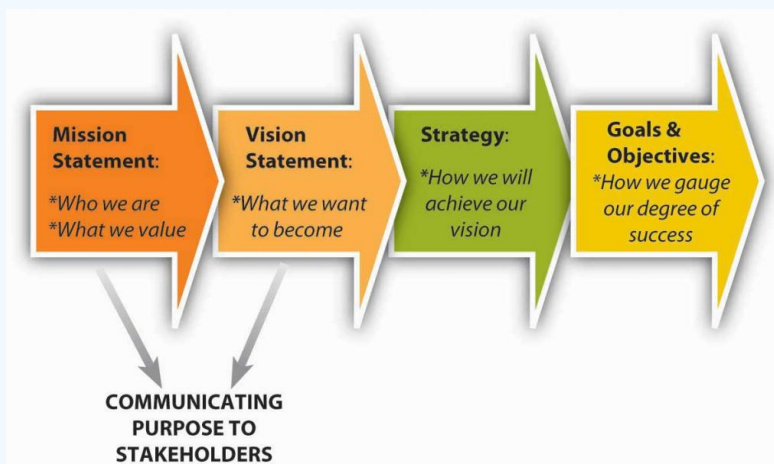 Mission
Statement:
*Who we are
*What we value
Vision
Statement:
*What we want
to become
Strategy:
*How we will
achieve our
vision
Goals &
Objectives:
*How we gauge
our degree of
success
COMMUNICATING
PURPOSE TO
STAKEHOLDERS